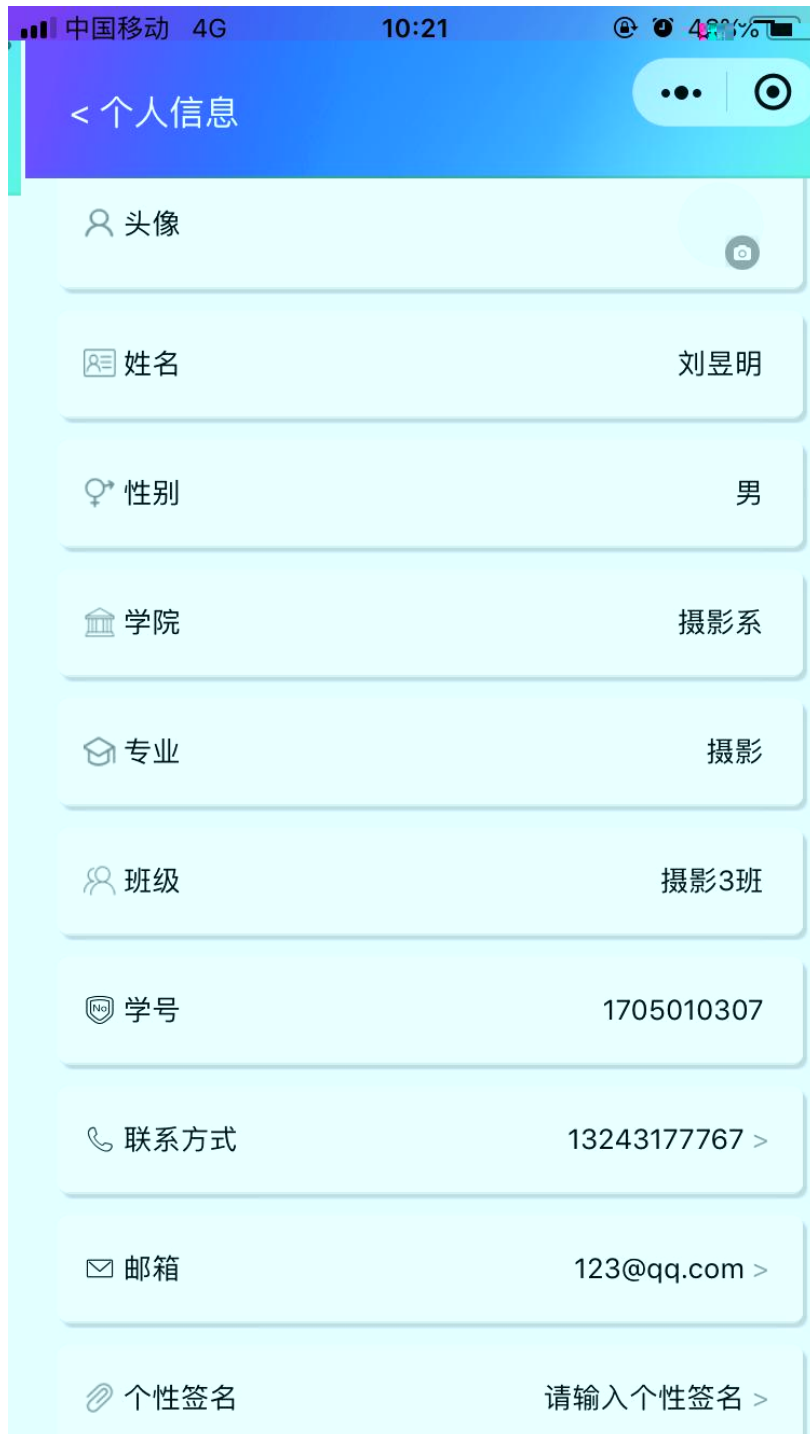 中国移动 4G 10:21
< 个人信息
头像
姓名 刘昱明
性别 男
学院 摄影系
专业 摄影
班级 摄影3班
No 学号 1705010307
联系方式 13243177767 >
邮箱 123@qq.com >
个性签名 请输入个性签名 >